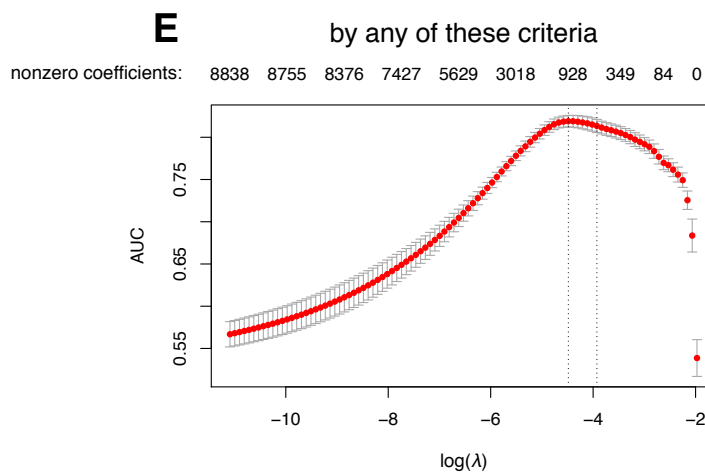 E by any of these criteria
nonzero coefficients: 8838 8755 8376 7427 5629 3018 928 349 84 0
0.75
0.65
0.55
AUC
−10 −8 −6 −4 −2
log(λ)